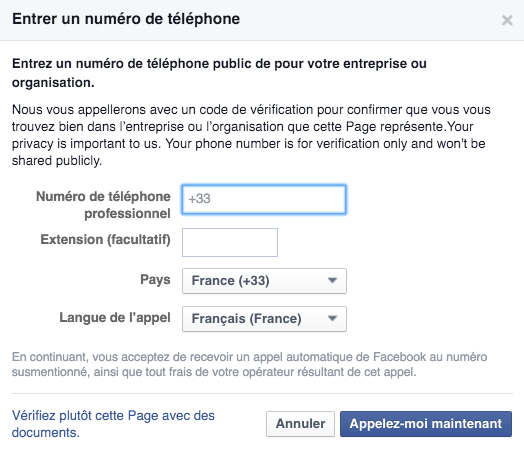 Entrer un numéro de téléphone
Entrez un numéro de téléphone public de pour votre entreprise ou
organisation.
Nous vous appellerons avec un code de vérification pour confirmer que vous vous
trouvez bien dans l'entreprise ou l'organisation que cette Page représente.Your
privacy is important to us. Your phone number is for verification only and won't be
shared publicly.
Numéro de téléphone
professionnel
+33
Extension (facultatif)
Pays
France (+33)
Langue de l'appel
Français (France)
En continuant, vous acceptez de recevoir un appel automatique de Facebook au numéro
susmentionné, ainsi que tout frais de votre opérateur résultant de cet appel.
Vérifiez plutôt cette Page avec des
documents.
Annuler
Appelez-moi maintenant